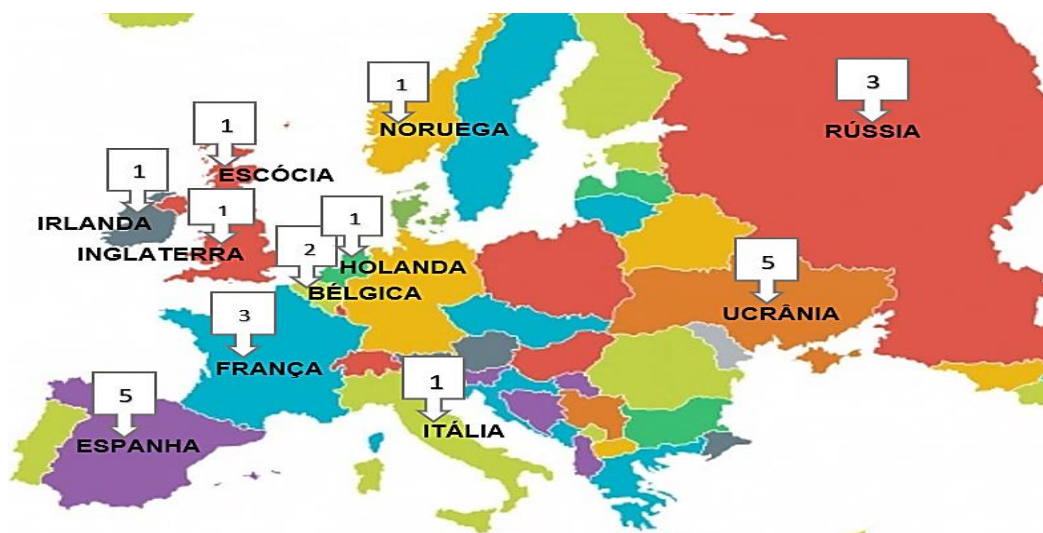 1
NORUEGA
3
RÚSSIA
1
ESCÓCIA
1
IRLANDA
1
INGLATERRA
1
HOLANDA
2
BÉLGICA
5
UCRÂNIA
3
FRANÇA
1
ITÁLIA
5
ESPANHA